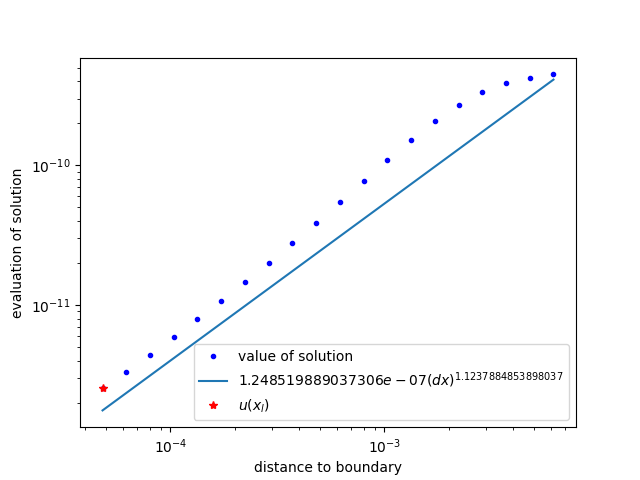 evaluation of solution
10⁻¹⁰
10⁻¹¹
value of solution
1.248519889037306e − 07(dx)^1.1237884853898037
u(x_l)
10⁻⁴
10⁻³
distance to boundary